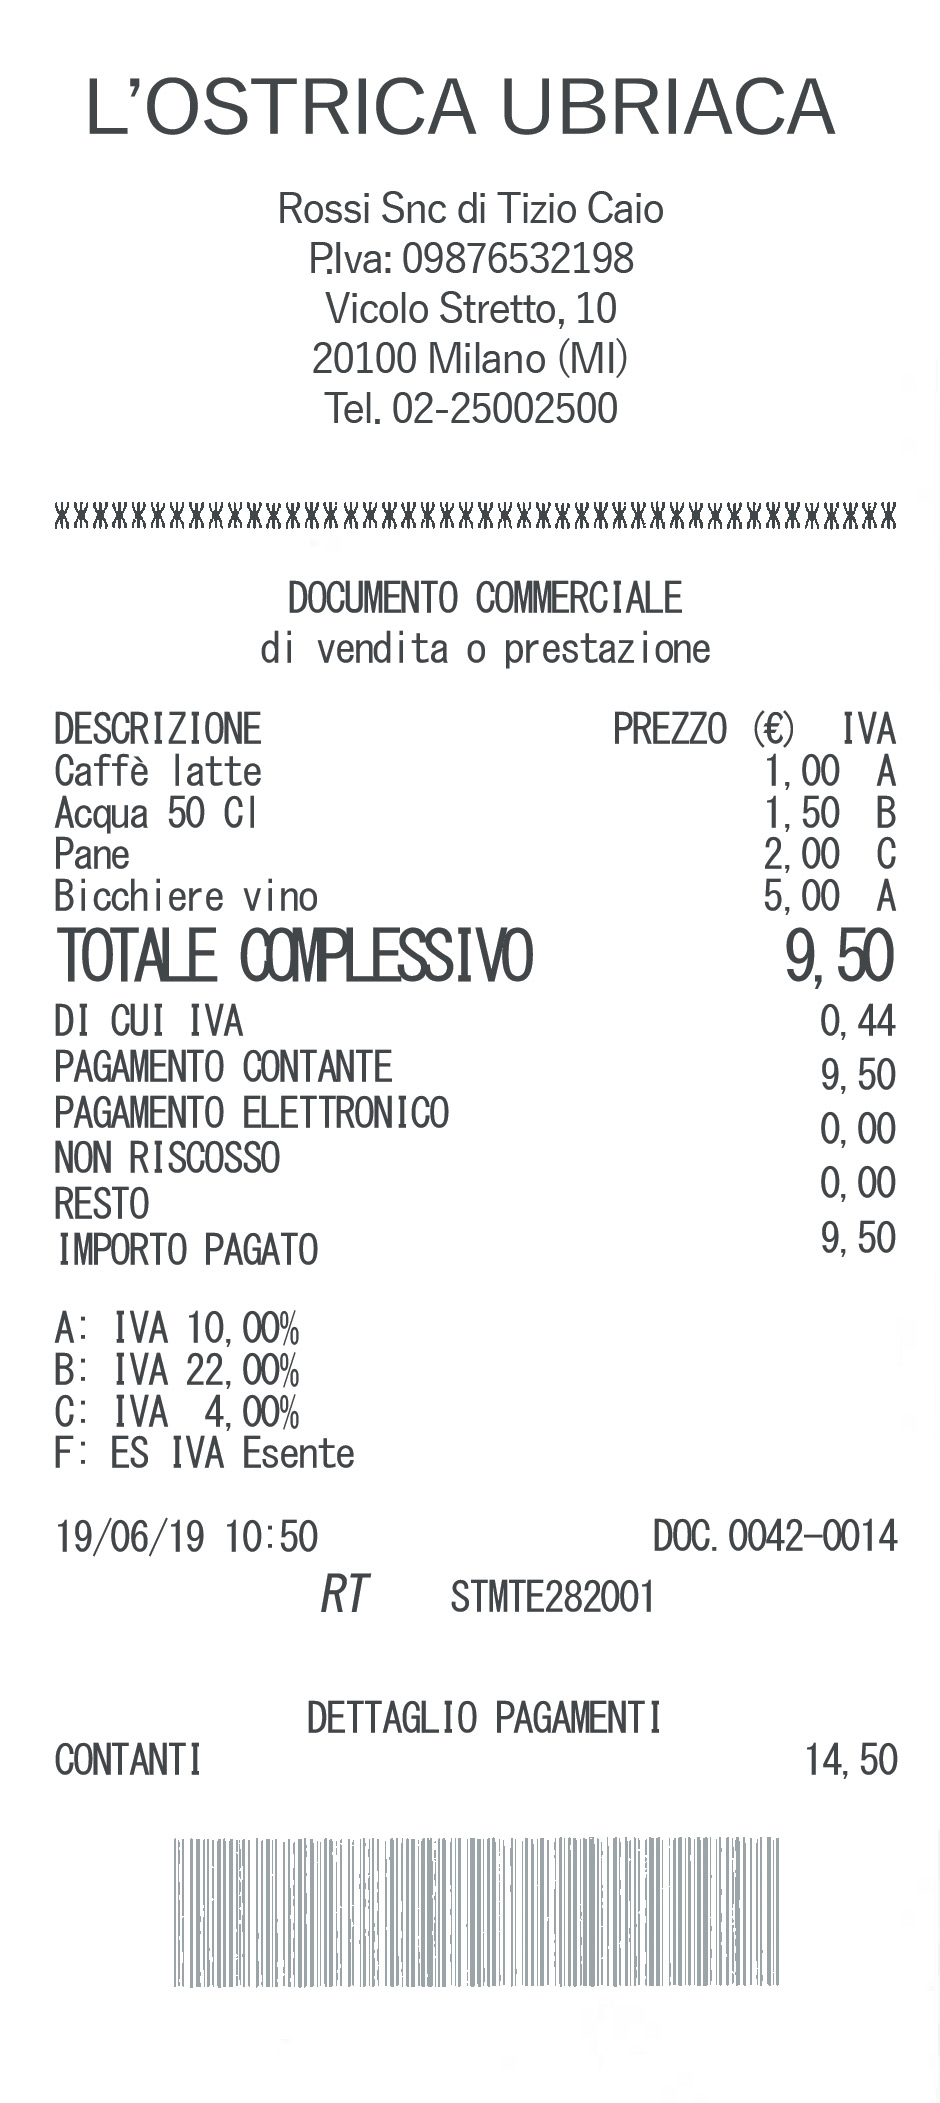 L’OSTRICA UBRIACA
Rossi Snc di Tizio Caio
P.Iva: 09876532198
Vicolo Stretto, 10
20100 Milano (MI)
Tel. 02-25002500
DOCUMENTO COMMERCIALE
di vendita o prestazione
DESCRIZIONE PREZZO (€) IVA
Caffè latte 1,00 A
Acqua 50 Cl 1,50 B
Pane 2,00 C
Bicchiere vino 5,00 A
TOTALE COMPLESSIVO 9,50
DI CUI IVA 0,44
PAGAMENTO CONTANTE 9,50
PAGAMENTO ELETTRONICO 0,00
NON RISCOSSO 0,00
RESTO 9,50
IMPORTO PAGATO
A: IVA 10,00%
B: IVA 22,00%
C: IVA 4,00%
F: ES IVA Esente
19/06/19 10:50 DOC.0042-0014
RT STMTE282001
DETTAGLIO PAGAMENTI
CONTANTI 14,50